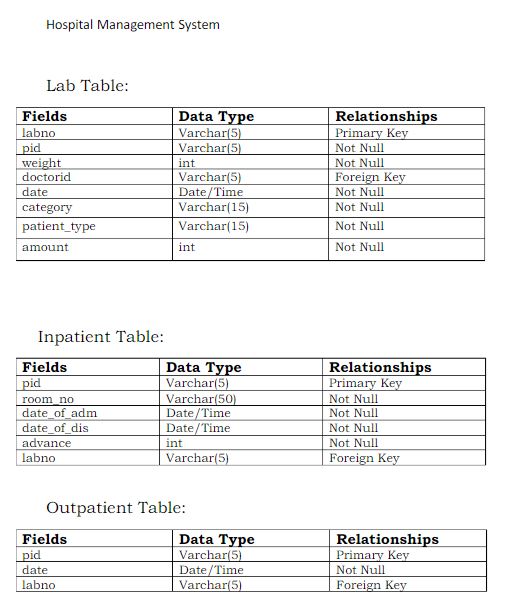 Hospital Management System
Lab Table:
Fields Data Type Relationships
labno Varchar(5) Primary Key
pid Varchar(5) Not Null
weight int Not Null
doctorid Varchar(5) Foreign Key
date Date/Time Not Null
category Varchar(15) Not Null
patient_type Varchar(15) Not Null
amount int Not Null
Inpatient Table:
Fields Data Type Relationships
pid Varchar(5) Primary Key
room_no Varchar(50) Not Null
date_of_adm Date/Time Not Null
date_of_dis Date/Time Not Null
advance int Not Null
labno Varchar(5) Foreign Key
Outpatient Table:
Fields Data Type Relationships
pid Varchar(5) Primary Key
date Date/Time Not Null
labno Varchar(5) Foreign Key